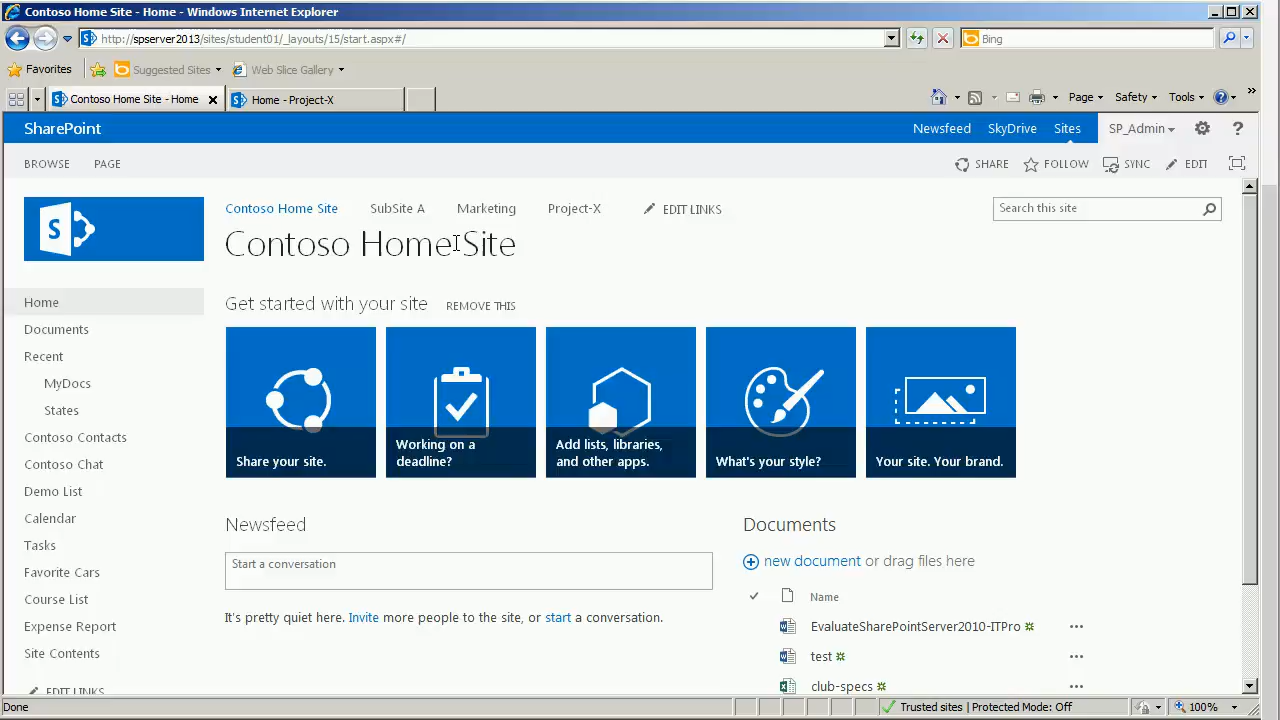 Contoso Home Site - Home - Windows Internet Explorer
http://spserver2013/sites/student01/_layouts/15/start.aspx#/
Bing
Favorites
Suggested Sites
Web Slice Gallery
Contoso Home Site - Home
Home - Project-X
Page
Safety
Tools
SharePoint
Newsfeed
SkyDrive
Sites
SP_Admin
?
BROWSE
PAGE
SHARE
FOLLOW
SYNC
EDIT
S
Contoso Home Site
SubSite A
Marketing
Project-X
EDIT LINKS
Search this site
Contoso Home Site
Home
Documents
Recent
MyDocs
States
Contoso Contacts
Contoso Chat
Demo List
Calendar
Tasks
Favorite Cars
Course List
Expense Report
Site Contents
EDIT LINKS
Get started with your site
REMOVE THIS
Share your site.
Working on a
deadline?
Add lists, libraries,
and other apps.
What's your style?
Your site. Your brand.
Newsfeed
Start a conversation
It's pretty quiet here. Invite more people to the site, or start a conversation.
Documents
new document or drag files here
Name
EvaluateSharePointServer2010-ITPro
...
test
...
club-specs
...
Done
Trusted sites | Protected Mode: Off
100%